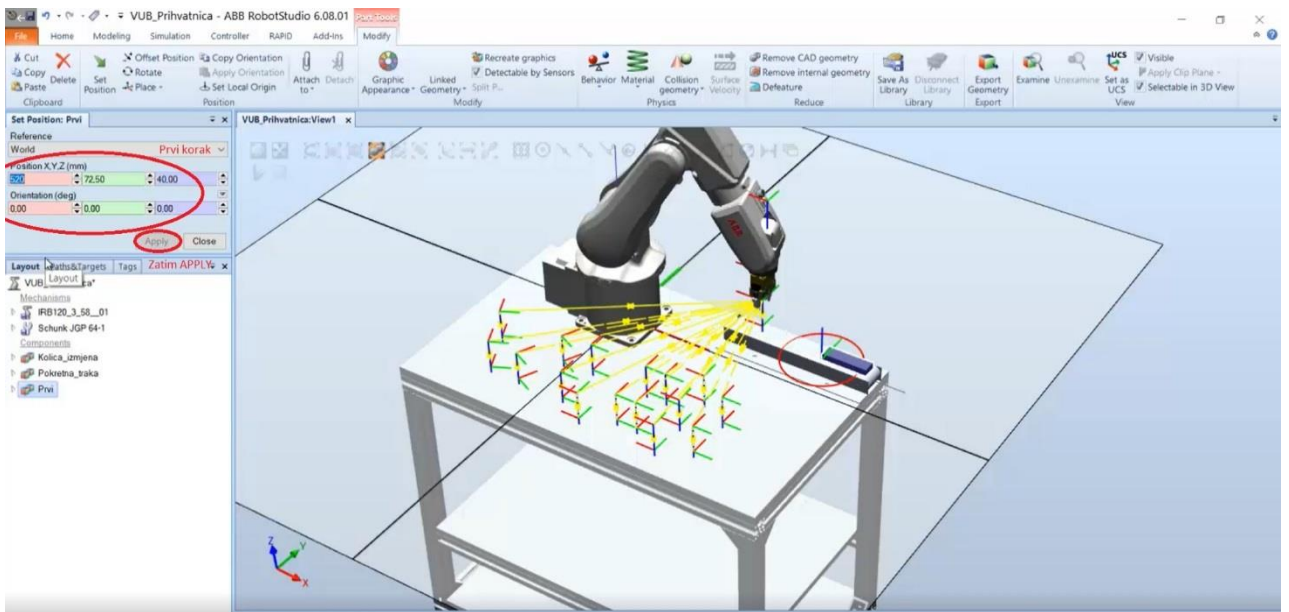 VUB_Prihvatnica - ABB RobotStudio 6.08.01
Part Tools
File Home Modeling Simulation Controller RAPID Add-Ins Modify
Cut
Copy
Paste
Delete
Clipboard
Set Position
Offset Position
Rotate
Place
Copy Orientation
Apply Orientation
Set Local Origin
Position
Attach to
Detach
Graphic Appearance
Linked Geometry
Recreate graphics
Detectable by Sensors
Split P...
Modify
Behavior
Material
Collision geometry
Surface Velocity
Physics
Remove CAD geometry
Remove internal geometry
Defeature
Reduce
Save As Library
Disconnect Library
Library
Export Geometry
Export
Examine
Unexamine
UCS
Set as UCS
Visible
Apply Clip Plane
Selectable in 3D View
View
Set Position: Prvi
VUB_Prihvatnica:View1
Reference
World
Prvi korak
Position X,Y,Z (mm)
520 72,50 40.00
Orientation (deg)
0,00 0,00 0,00
Apply Close
Layout Paths&Targets Tags Zatim APPLY
Layout
Mechanisms
IRB120_3_58__01
Schunk JGP 64-1
Components
Kolica_izmjena
Pokretna_traka
Prvi
ABB
Z
Y
X